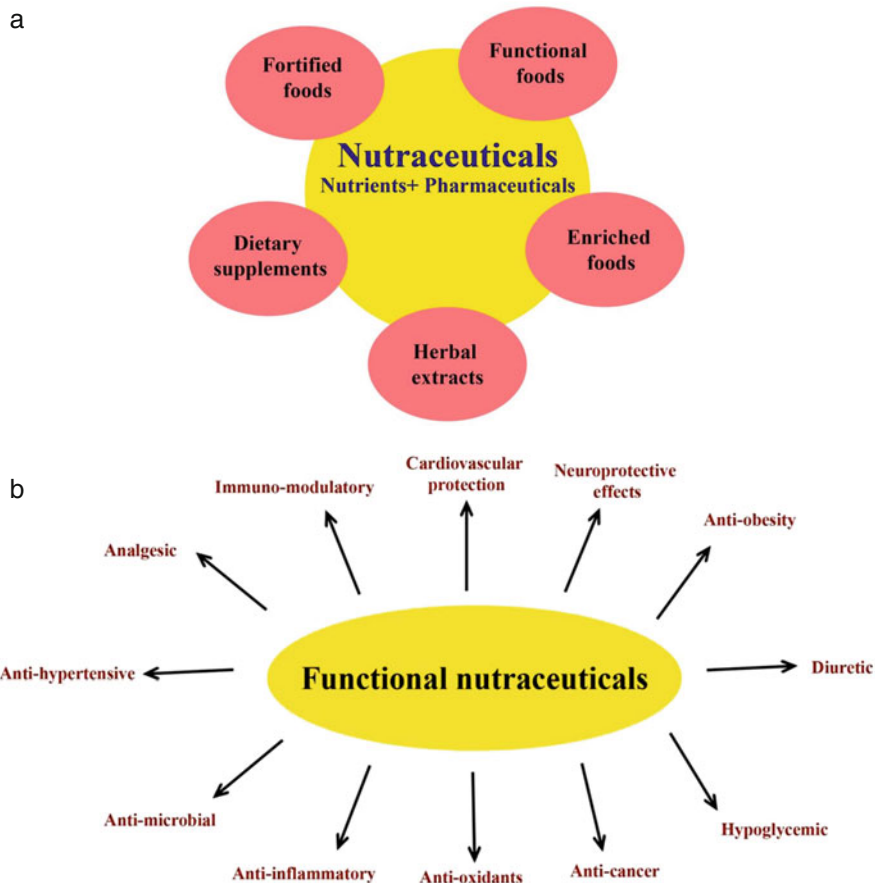 a
Fortified
foods
Functional
foods
Nutraceuticals
Nutrients+ Pharmaceuticals
Dietary
supplements
Enriched
foods
Herbal
extracts
b
Immuno-modulatory
Cardiovascular
protection
Neuroprotective
effects
Analgesic
Anti-obesity
Anti-hypertensive
Functional nutraceuticals
Diuretic
Anti-microbial
Hypoglycemic
Anti-inflammatory
Anti-oxidants
Anti-cancer